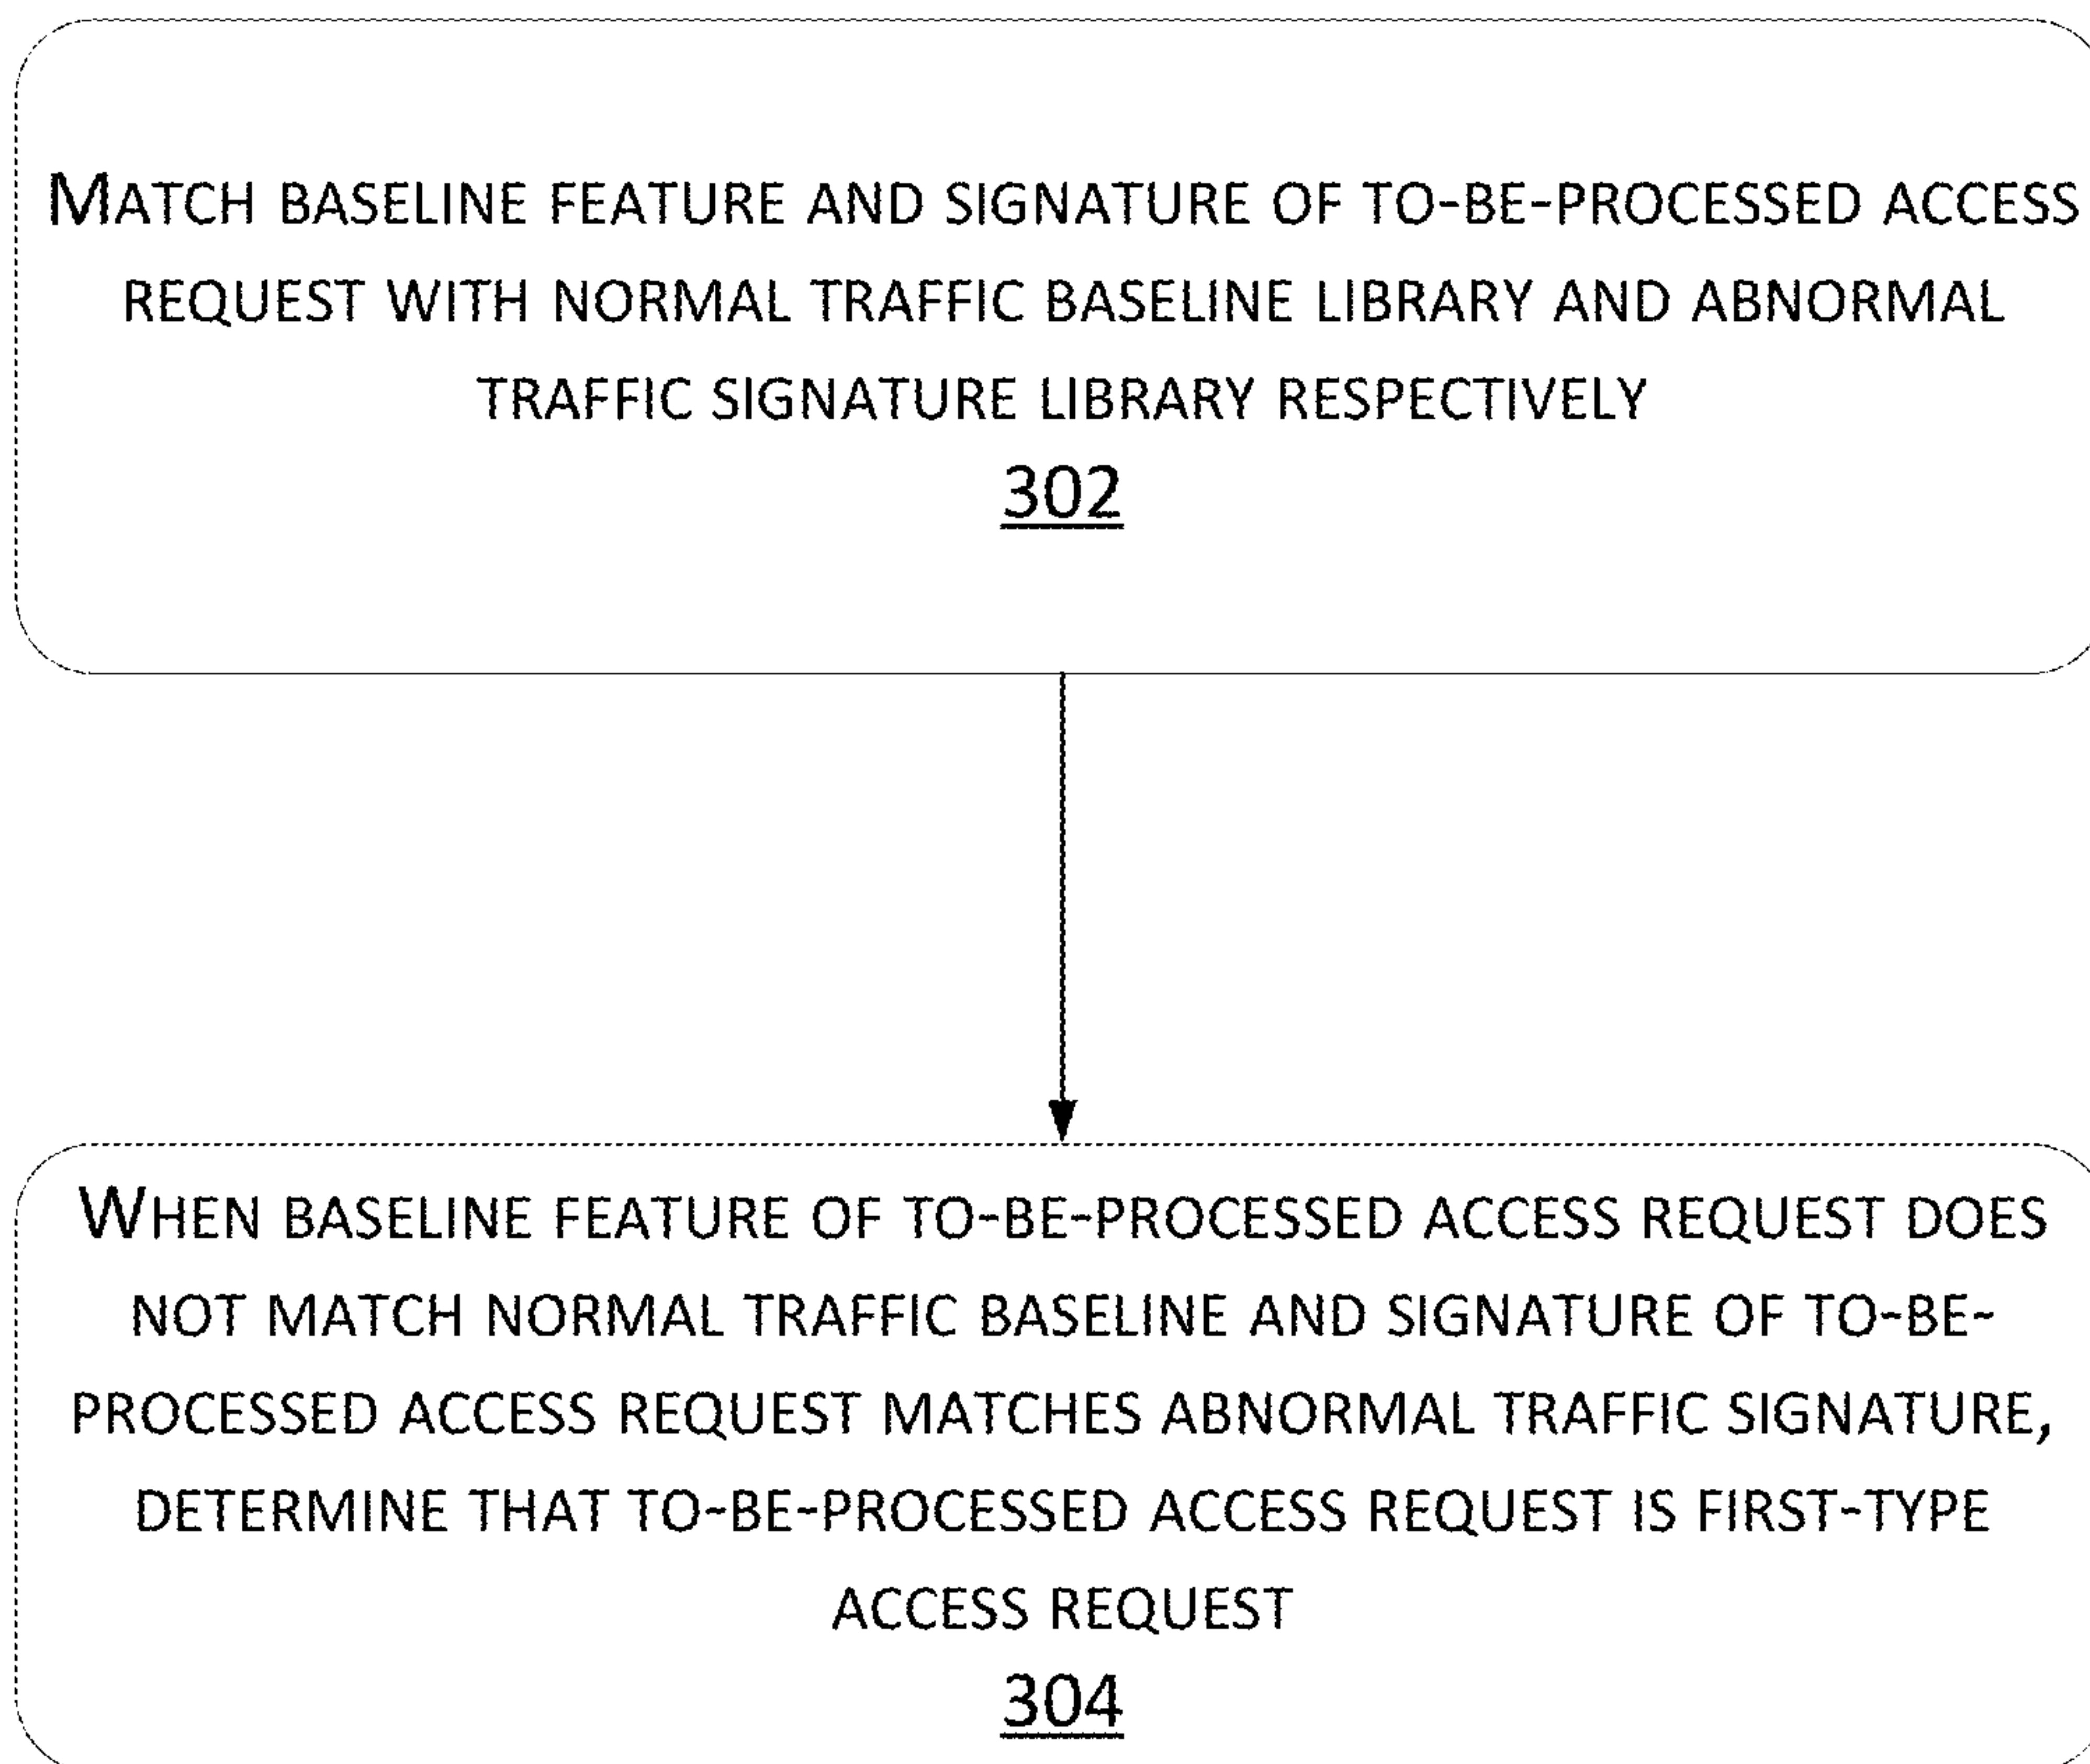 MATCH BASELINE FEATURE AND SIGNATURE OF TO-BE-PROCESSED ACCESS
REQUEST WITH NORMAL TRAFFIC BASELINE LIBRARY AND ABNORMAL
TRAFFIC SIGNATURE LIBRARY RESPECTIVELY
302
WHEN BASELINE FEATURE OF TO-BE-PROCESSED ACCESS REQUEST DOES
NOT MATCH NORMAL TRAFFIC BASELINE AND SIGNATURE OF TO-BE-
PROCESSED ACCESS REQUEST MATCHES ABNORMAL TRAFFIC SIGNATURE,
DETERMINE THAT TO-BE-PROCESSED ACCESS REQUEST IS FIRST-TYPE
ACCESS REQUEST
304